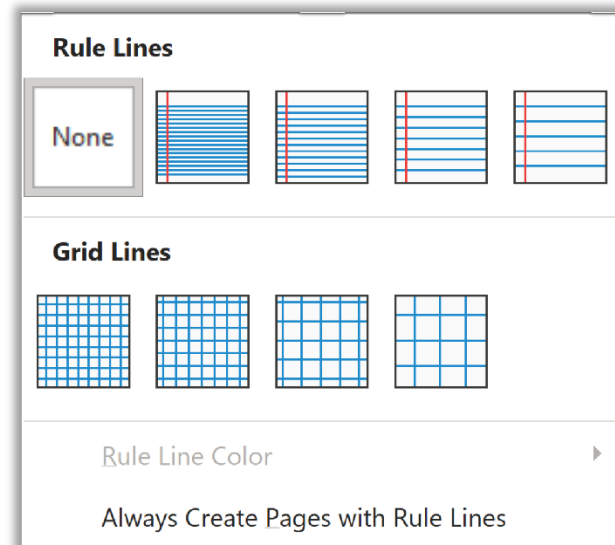 Rule Lines
None
Grid Lines
Rule Line Color
Always Create Pages with Rule Lines